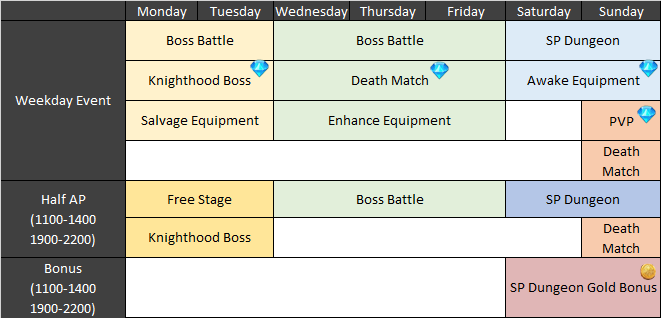 Monday Tuesday Wednesday Thursday Friday Saturday Sunday
Weekday Event
Boss Battle Boss Battle SP Dungeon
Knighthood Boss Death Match Awake Equipment
Salvage Equipment Enhance Equipment PVP
Death
Match
Half AP
(1100-1400
1900-2200)
Free Stage Boss Battle SP Dungeon
Knighthood Boss Death
Match
Bonus
(1100-1400
1900-2200)
SP Dungeon Gold Bonus